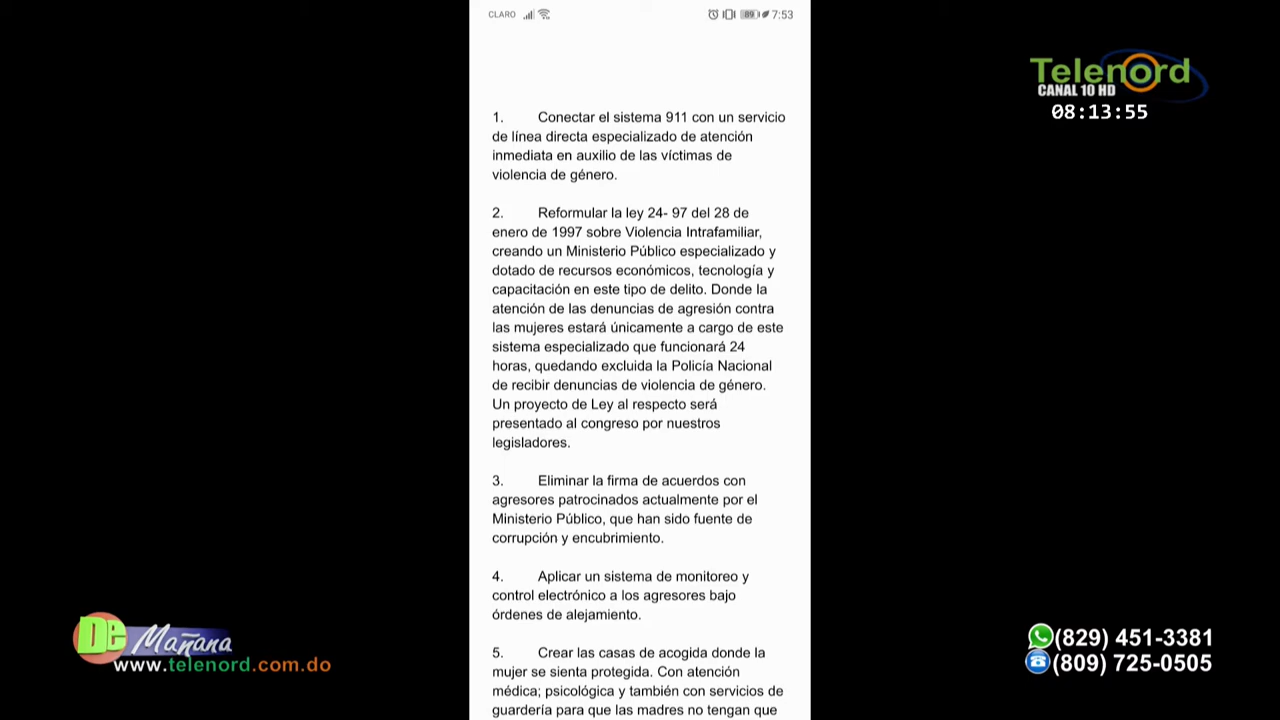 CLARO
89
7:53
Telenord
CANAL 10 HD
08:13:55
1. Conectar el sistema 911 con un servicio
de línea directa especializado de atención
inmediata en auxilio de las víctimas de
violencia de género.
2. Reformular la ley 24- 97 del 28 de
enero de 1997 sobre Violencia Intrafamiliar,
creando un Ministerio Público especializado y
dotado de recursos económicos, tecnología y
capacitación en este tipo de delito. Donde la
atención de las denuncias de agresión contra
las mujeres estará únicamente a cargo de este
sistema especializado que funcionará 24
horas, quedando excluida la Policía Nacional
de recibir denuncias de violencia de género.
Un proyecto de Ley al respecto será
presentado al congreso por nuestros
legisladores.
3. Eliminar la firma de acuerdos con
agresores patrocinados actualmente por el
Ministerio Público, que han sido fuente de
corrupción y encubrimiento.
4. Aplicar un sistema de monitoreo y
control electrónico a los agresores bajo
órdenes de alejamiento.
5. Crear las casas de acogida donde la
mujer se sienta protegida. Con atención
médica; psicológica y también con servicios de
guardería para que las madres no tengan que
De Mañana
www.telenord.com.do
(829) 451-3381
(809) 725-0505